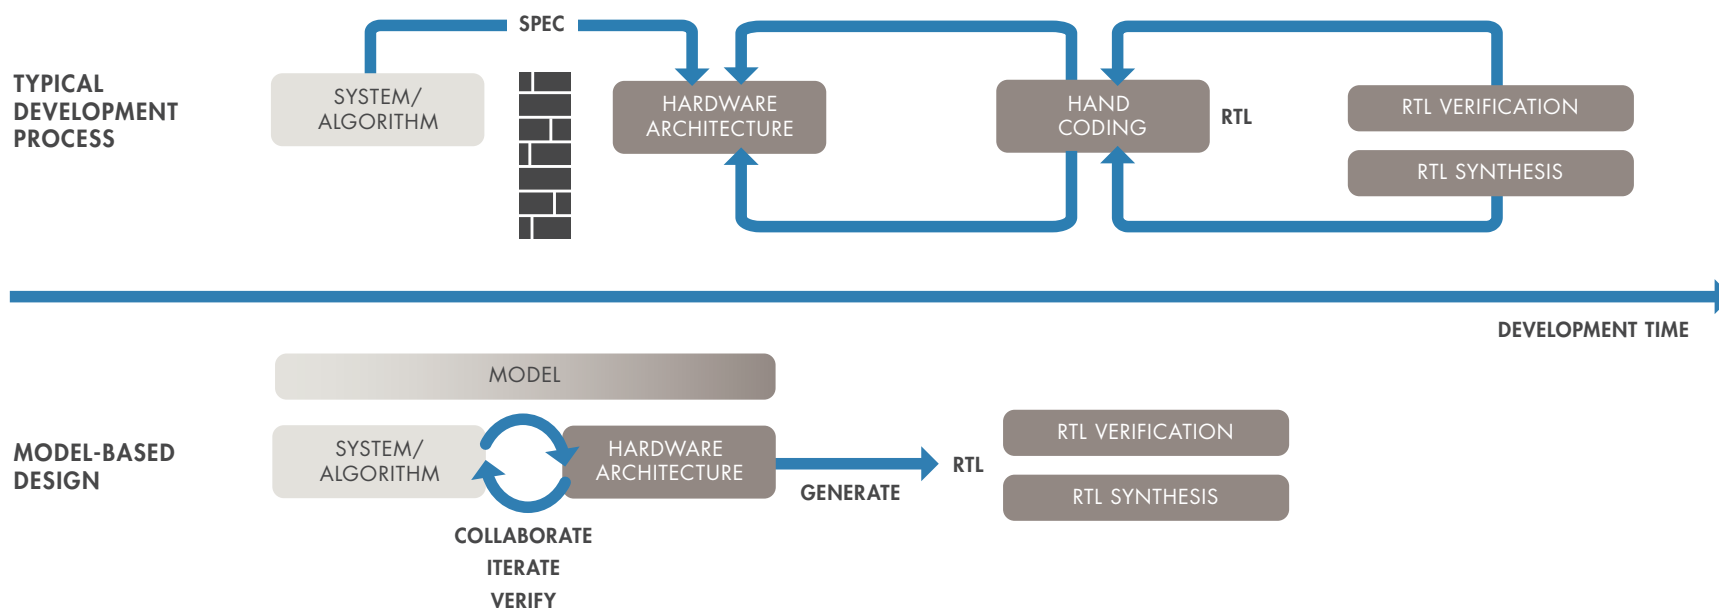 SPEC
TYPICAL
DEVELOPMENT
PROCESS
SYSTEM/
ALGORITHM
HARDWARE
ARCHITECTURE
HAND
CODING
RTL
RTL VERIFICATION
RTL SYNTHESIS
DEVELOPMENT TIME
MODEL
MODEL-BASED
DESIGN
SYSTEM/
ALGORITHM
HARDWARE
ARCHITECTURE
GENERATE
RTL
RTL VERIFICATION
RTL SYNTHESIS
COLLABORATE
ITERATE
VERIFY